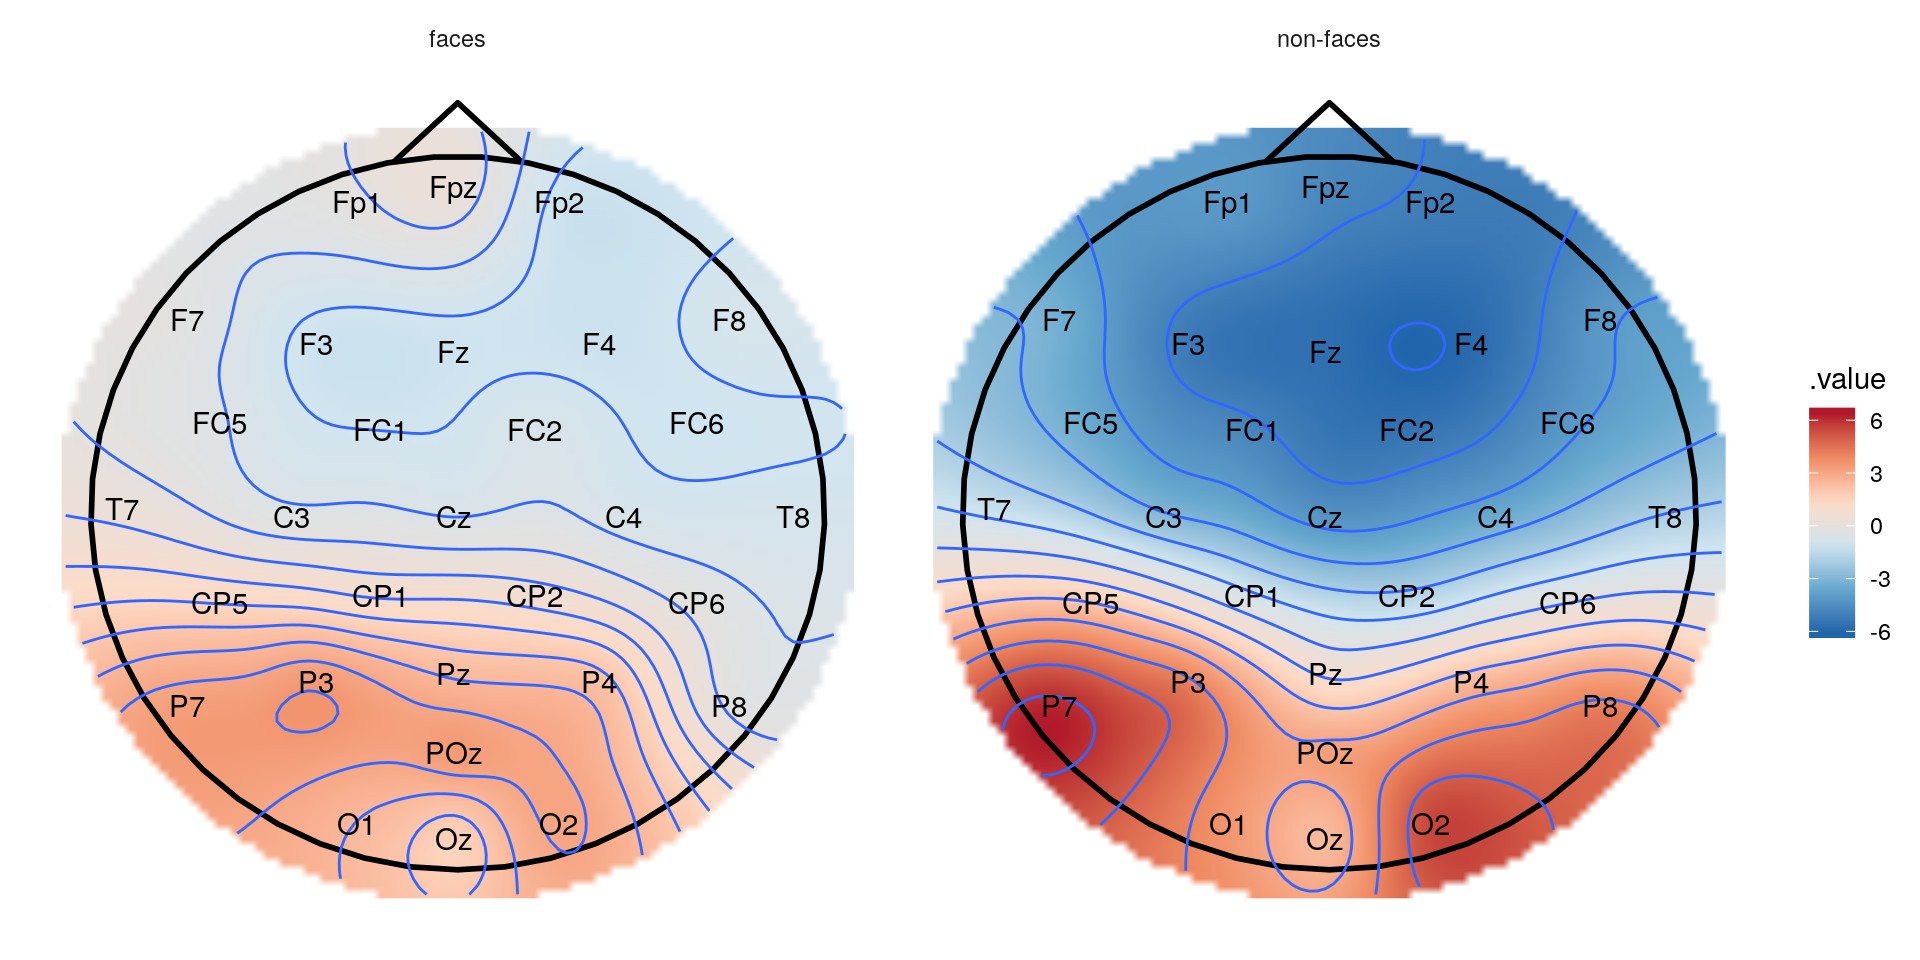 faces
non-faces
Fpz
Fp1
Fp2
F7
F8
F3
F4
Fz
FC5
FC6
FC1
FC2
T7
T8
C3
Cz
C4
CP1
CP2
CP5
CP6
Pz
P3
P4
P7
P8
POz
O1
O2
Oz
Fpz
Fp1
Fp2
F7
F8
F3
F4
Fz
FC5
FC6
FC1
FC2
T7
T8
C3
Cz
C4
CP1
CP2
CP5
CP6
Pz
P3
P4
P7
P8
POz
O1
O2
Oz
.value
6
3
0
-3
-6